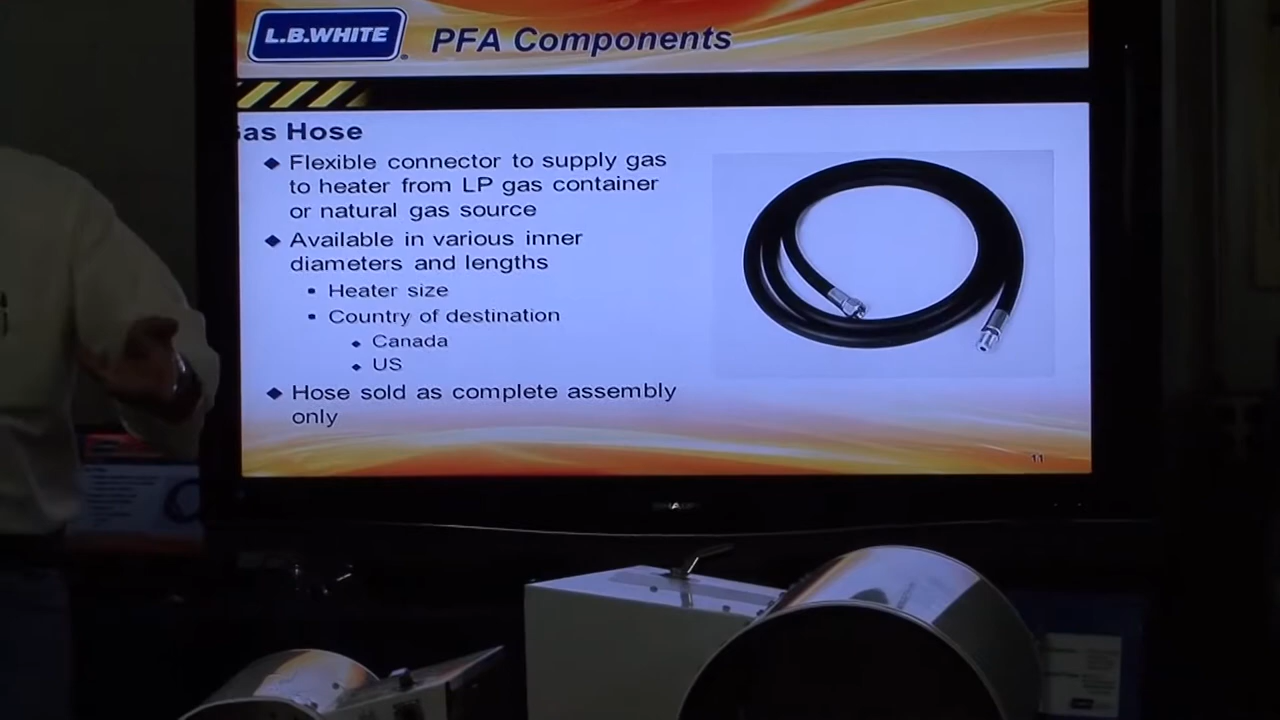 L.B.WHITE
PFA Components
Gas Hose
◆ Flexible connector to supply gas
to heater from LP gas container
or natural gas source
◆ Available in various inner
diameters and lengths
▪ Heater size
▪ Country of destination
◆ Canada
◆ US
◆ Hose sold as complete assembly
only
11
SHARP